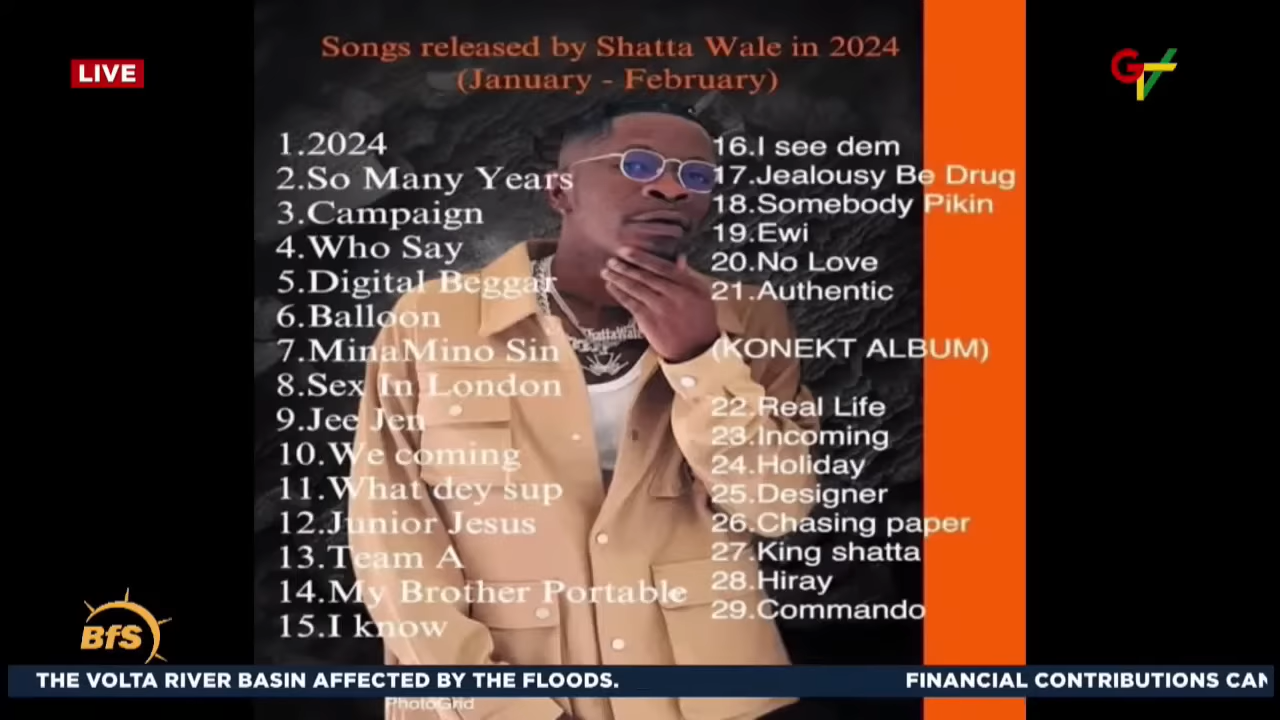 Songs released by Shatta Wale in 2024
(January - February)
LIVE
GTV
1.2024
2.So Many Years
3.Campaign
4.Who Say
5.Digital Beggar
6.Balloon
7.MinaMino Sin
8.Sex In London
9.Jee Jen
10.We coming
11.What dey sup
12.Junior Jesus
13.Team A
14.My Brother Portable
15.I know
16.I see dem
17.Jealousy Be Drug
18.Somebody Pikin
19.Ewi
20.No Love
21.Authentic
(KONEKT ALBUM)
22.Real Life
23.Incoming
24.Holiday
25.Designer
26.Chasing paper
27.King shatta
28.Hiray
29.Commando
ShattaWale
BfS
THE VOLTA RIVER BASIN AFFECTED BY THE FLOODS. FINANCIAL CONTRIBUTIONS CAN
PhotoGrid